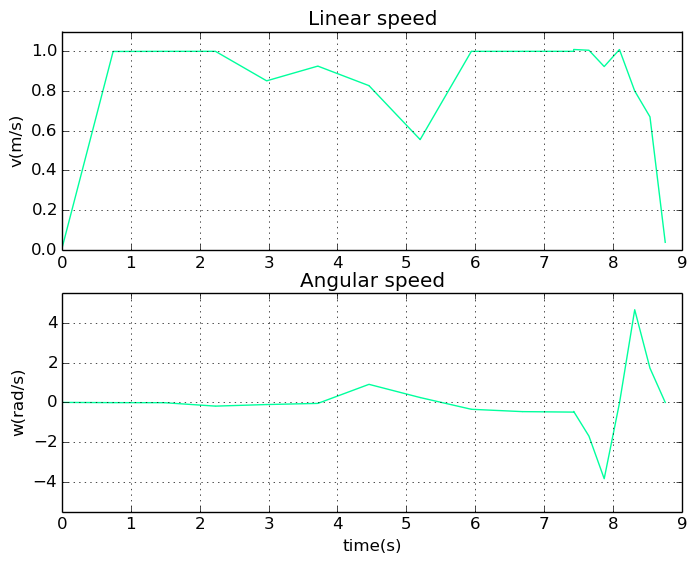 Linear speed
1.0
0.8
0.6
0.4
0.2
0.0
v(m/s)
0 1 2 3 4 5 6 7 8 9
Angular speed
4
2
0
−2
−4
w(rad/s)
0 1 2 3 4 5 6 7 8 9
time(s)